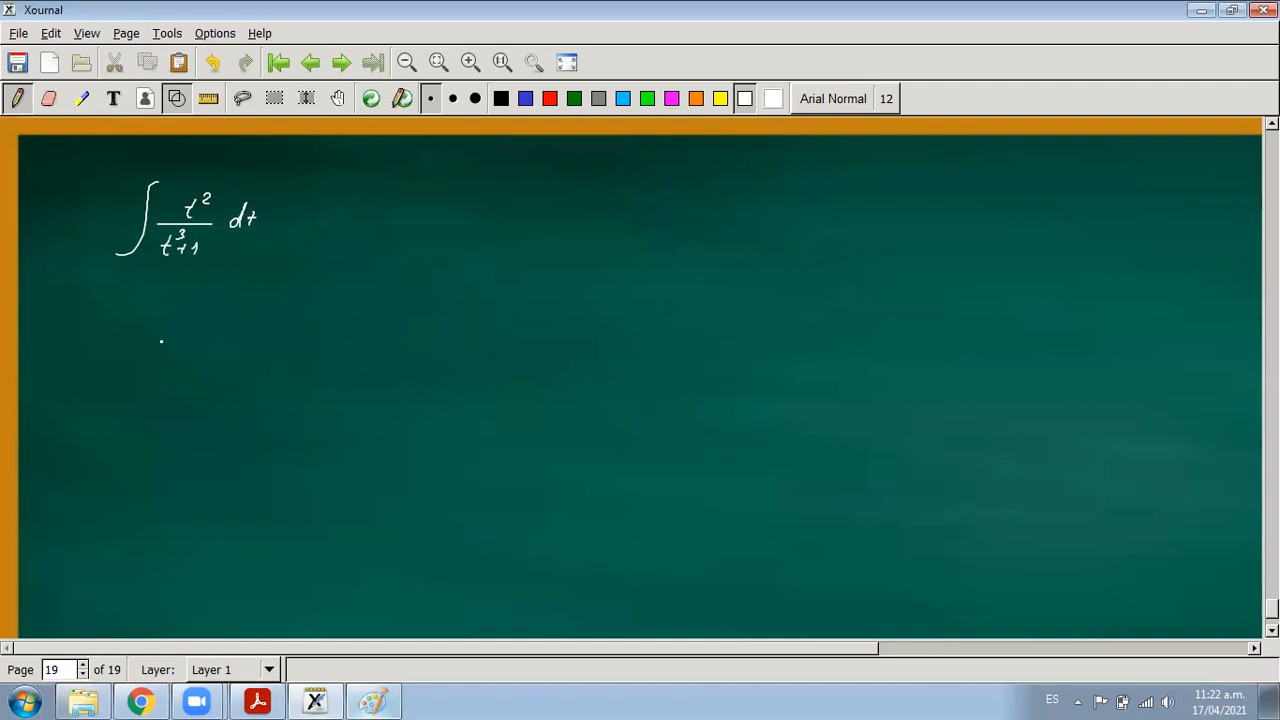 Xournal
File Edit View Page Tools Options Help
T Arial Normal 12
∫ t² / t³+1 dt
Page 19 of 19 Layer: Layer 1
ES 11:22 a.m.
17/04/2021